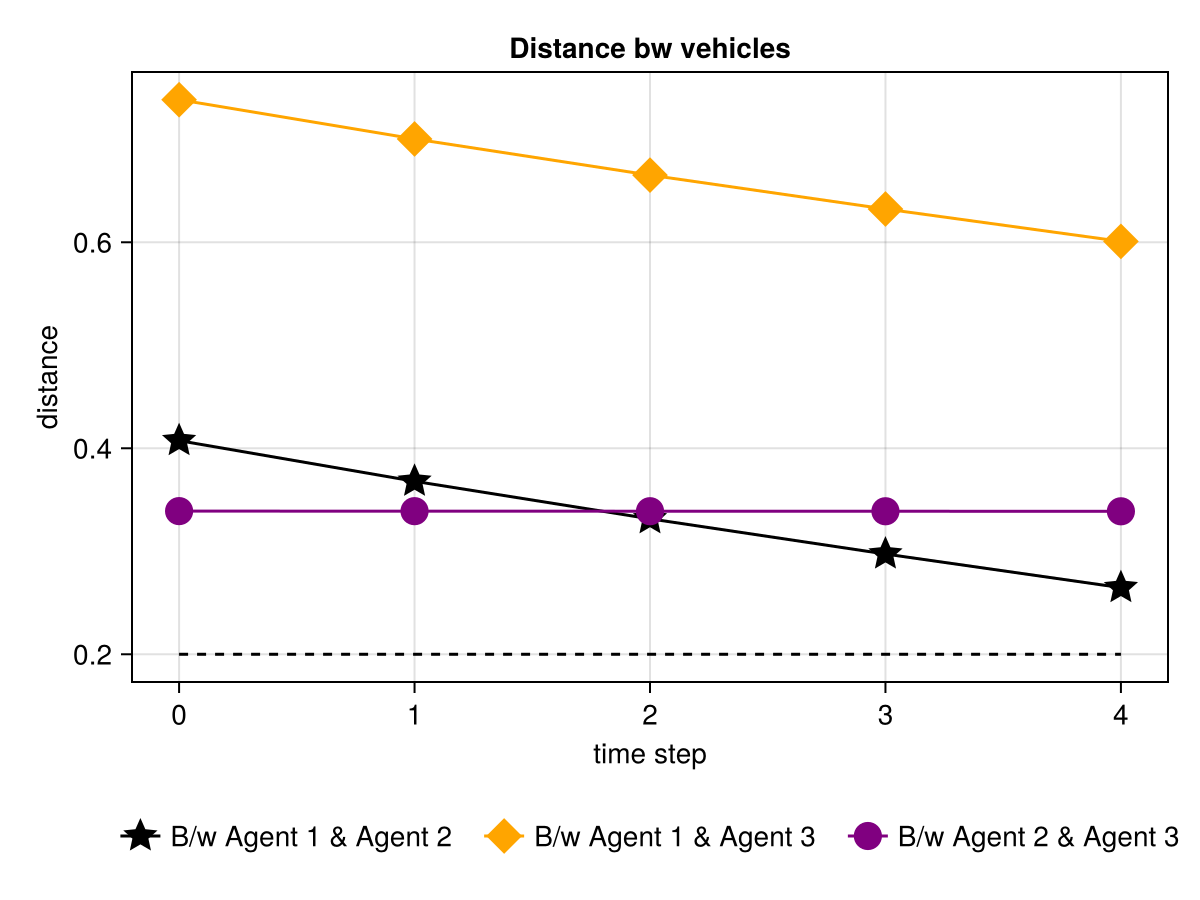 Distance bw vehicles
distance
0.6
0.4
0.2
0 1 2 3 4
time step
B/w Agent 1 & Agent 2 B/w Agent 1 & Agent 3 B/w Agent 2 & Agent 3